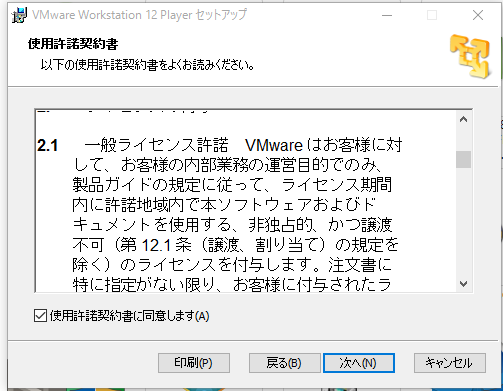 VMware Workstation 12 Player セットアップ
使用許諾契約書
以下の使用許諾契約書をよくお読みください。
2.1 一般ライセンス許諾 VMware はお客様に対
して、お客様の内部業務の運営目的でのみ、
製品ガイドの規定に従って、ライセンス期間
内に許諾地域内で本ソフトウェアおよびド
キュメントを使用する、非独占的、かつ譲渡
不可（第 12.1 条（譲渡、割り当て）の規定を
除く）のライセンスを付与します。注文書に
特に指定がない限り、お客様に付与されたラ
使用許諾契約書に同意します(A)
印刷(P)
戻る(B)
次へ(N)
キャンセル